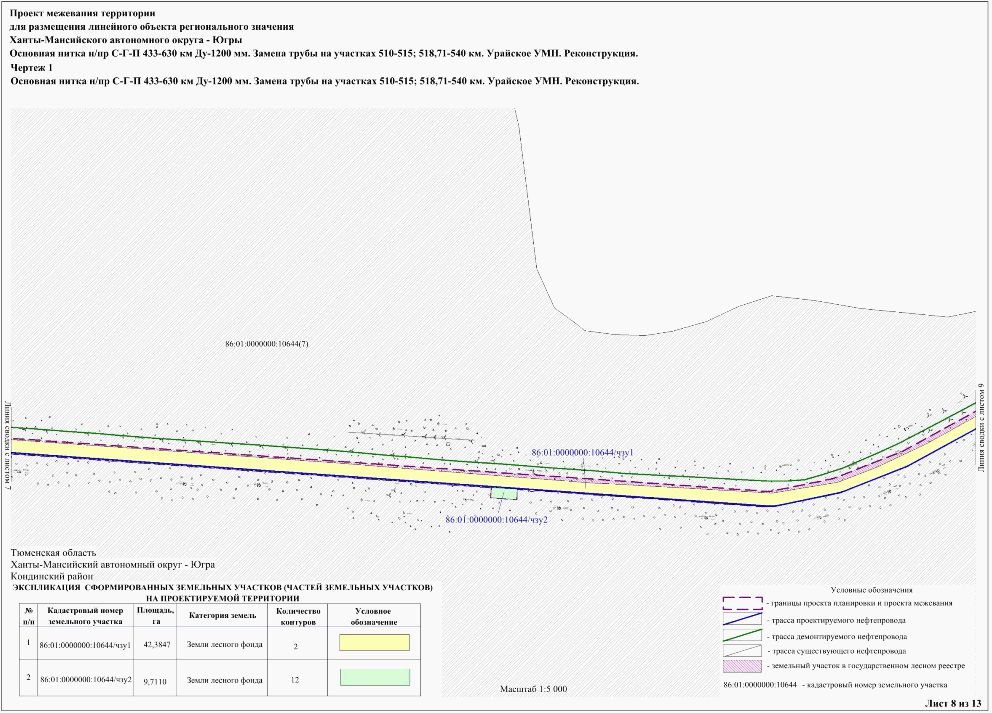 Проект межевания территории
для размещения линейного объекта регионального значения
Ханты-Мансийского автономного округа - Югры
Основная нитка н/пр С-Г-П 433-630 км Ду-1200 мм. Замена трубы на участках 510-515; 518,71-540 км. Урайское УМН. Реконструкция.
Чертеж 1
Основная нитка н/пр С-Г-П 433-630 км Ду-1200 мм. Замена трубы на участках 510-515; 518,71-540 км. Урайское УМН. Реконструкция.
86:01:0000000:10644(7)
Линия сводки с листом 7
Линия сводки с листом 9
86:01:0000000:10644/чзу1
86:01:0000000:10644/чзу2
Тюменская область
Ханты-Мансийский автономный округ - Югра
Кондинский район
ЭКСПЛИКАЦИЯ СФОРМИРОВАННЫХ ЗЕМЕЛЬНЫХ УЧАСТКОВ (ЧАСТЕЙ ЗЕМЕЛЬНЫХ УЧАСТКОВ)
НА ПРОЕКТИРУЕМОЙ ТЕРРИТОРИИ
№ п/п Кадастровый номер земельного участка Площадь, га Категория земель Количество контуров Условное обозначение
1 86:01:0000000:10644/чзу1 42,3847 Земли лесного фонда 2
2 86:01:0000000:10644/чзу2 9,7110 Земли лесного фонда 12
Масштаб 1:5 000
Условные обозначения
- границы проекта планировки и проекта межевания
- трасса проектируемого нефтепровода
- трасса демонтируемого нефтепровода
- трасса существующего нефтепровода
- земельный участок в государственном лесном реестре
86:01:0000000:10644 - кадастровый номер земельного участка
Лист 8 из 13